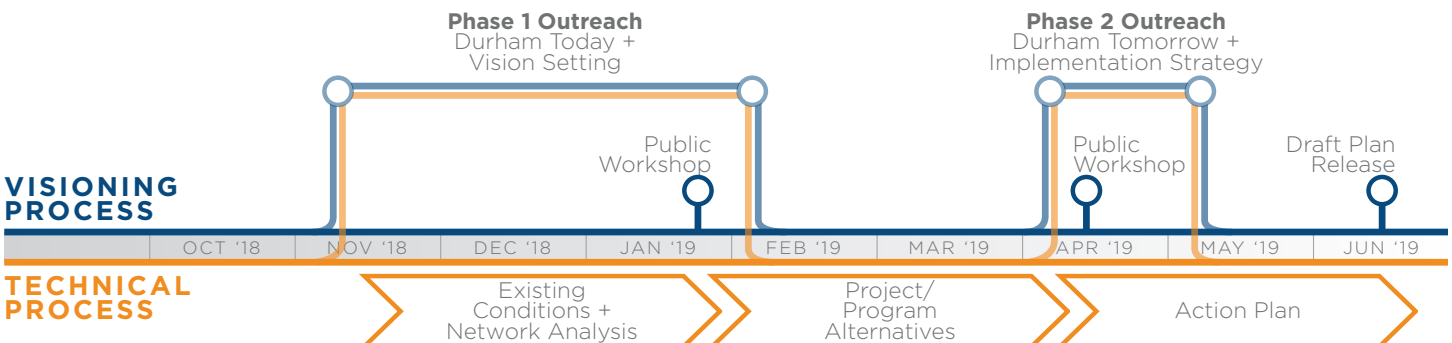 Phase 1 Outreach
Durham Today +
Vision Setting
Phase 2 Outreach
Durham Tomorrow +
Implementation Strategy
Public
Workshop
Public
Workshop
Draft Plan
Release
VISIONING
PROCESS
OCT ‘18
NOV ‘18
DEC ‘18
JAN ‘19
FEB ‘19
MAR ‘19
APR ‘19
MAY ‘19
JUN ‘19
TECHNICAL
PROCESS
Existing
Conditions +
Network Analysis
Project/
Program
Alternatives
Action Plan